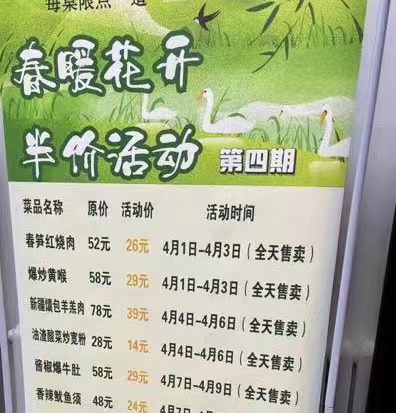 每桌限点一道
春暖花开
半价活动 第四期
菜品名称 原价 活动价 活动时间
春笋红烧肉 52元 26元 4月1日-4月3日（全天售卖）
爆炒黄喉 58元 29元 4月1日-4月3日（全天售卖）
新疆馕包羊羔肉 78元 39元 4月4日-4月6日（全天售卖）
油渣酸菜炒宽粉 28元 14元 4月4日-4月6日（全天售卖）
酱椒爆牛肚 58元 29元 4月7日-4月9日（全天售卖）
香辣鱿鱼须 48元 24元